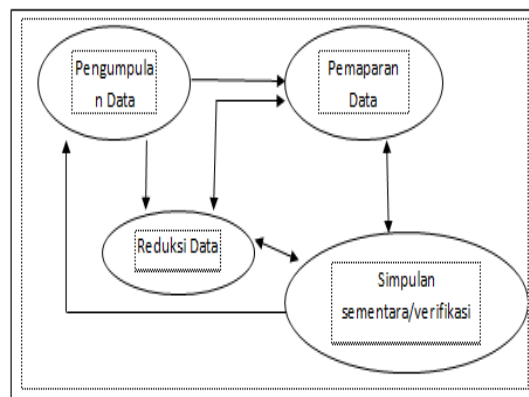 Pengumpula
n Data
Pemaparan
Data
Reduksi Data
Simpulan
sementara/verifikasi